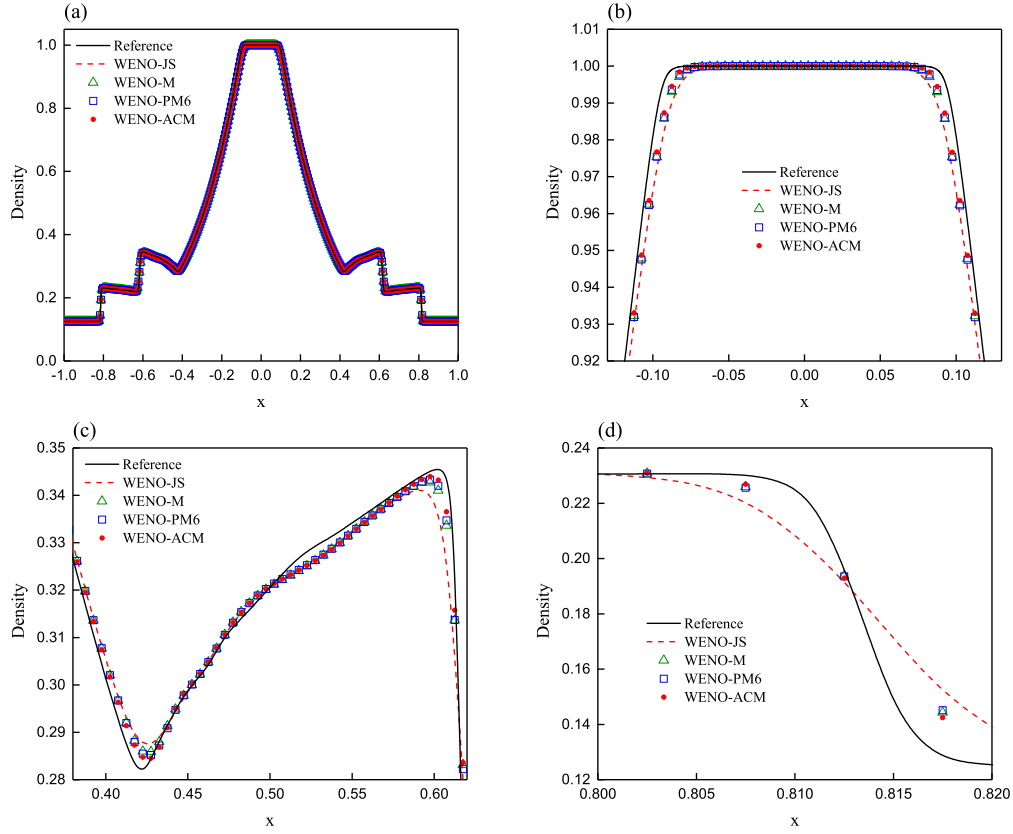 (a)
1.0
0.8
0.6
0.4
0.2
0.0
Density
-1.0 -0.8 -0.6 -0.4 -0.2 0.0 0.2 0.4 0.6 0.8 1.0
x
Reference
WENO-JS
WENO-M
WENO-PM6
WENO-ACM
(b)
1.01
1.00
0.99
0.98
0.97
0.96
0.95
0.94
0.93
0.92
Density
-0.10 -0.05 0.00 0.05 0.10
x
Reference
WENO-JS
WENO-M
WENO-PM6
WENO-ACM
(c)
0.35
0.34
0.33
0.32
0.31
0.30
0.29
0.28
Density
0.40 0.45 0.50 0.55 0.60
x
Reference
WENO-JS
WENO-M
WENO-PM6
WENO-ACM
(d)
0.24
0.22
0.20
0.18
0.16
0.14
0.12
Density
0.800 0.805 0.810 0.815 0.820
x
Reference
WENO-JS
WENO-M
WENO-PM6
WENO-ACM